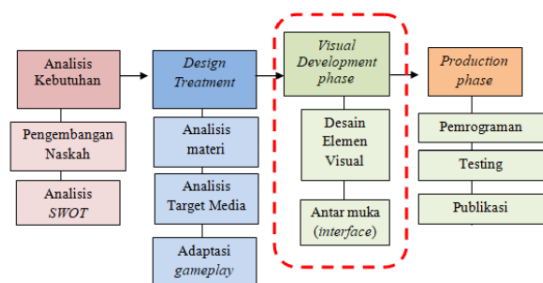 Analisis
Kebutuhan
Pengembangan
Naskah
Analisis
SWOT
Design
Treatment
Analisis
materi
Analisis
Target Media
Adaptasi
gameplay
Visual
Development
phase
Desain
Elemen
Visual
Antar muka
(interface)
Production
phase
Pemrograman
Testing
Publikasi